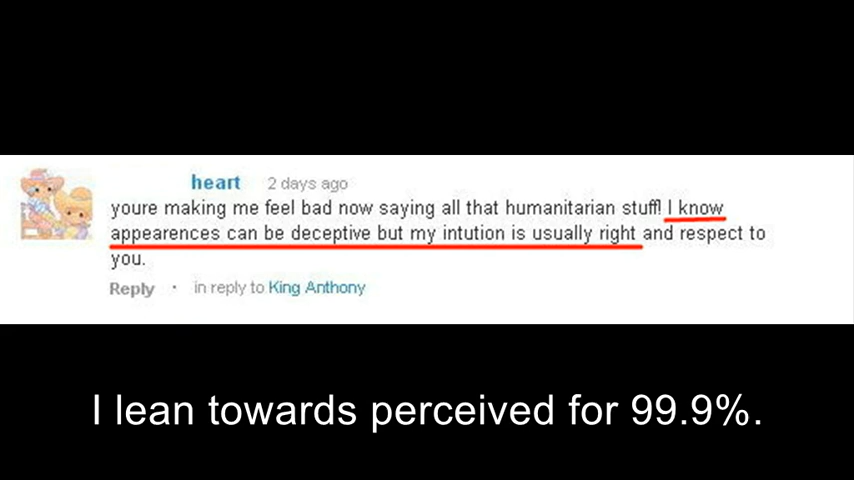 heart 2 days ago
youre making me feel bad now saying all that humanitarian stuff! I know
appearences can be deceptive but my intution is usually right and respect to
you.
Reply • in reply to King Anthony
I lean towards perceived for 99.9%.